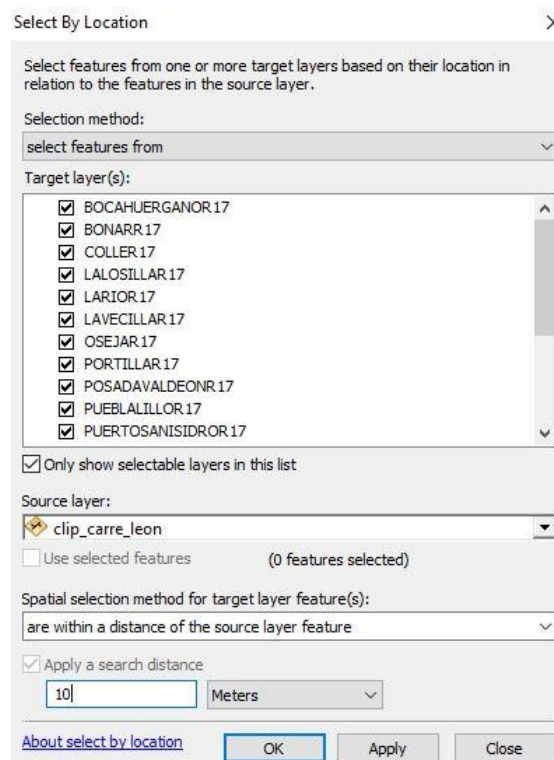 Select By Location
Select features from one or more target layers based on their location in
relation to the features in the source layer.
Selection method:
select features from
Target layer(s):
BOCAHUERGANOR17
BONARR17
COLLER17
LALOSILLAR17
LARIOR17
LAVECILLAR17
OSEJAR17
PORTILLAR17
POSADAVALDEONR17
PUEBLALILLOR17
PUERTOSANISIDROR17
Only show selectable layers in this list
Source layer:
clip_carre_leon
Use selected features (0 features selected)
Spatial selection method for target layer feature(s):
are within a distance of the source layer feature
Apply a search distance
10 Meters
About select by location OK Apply Close